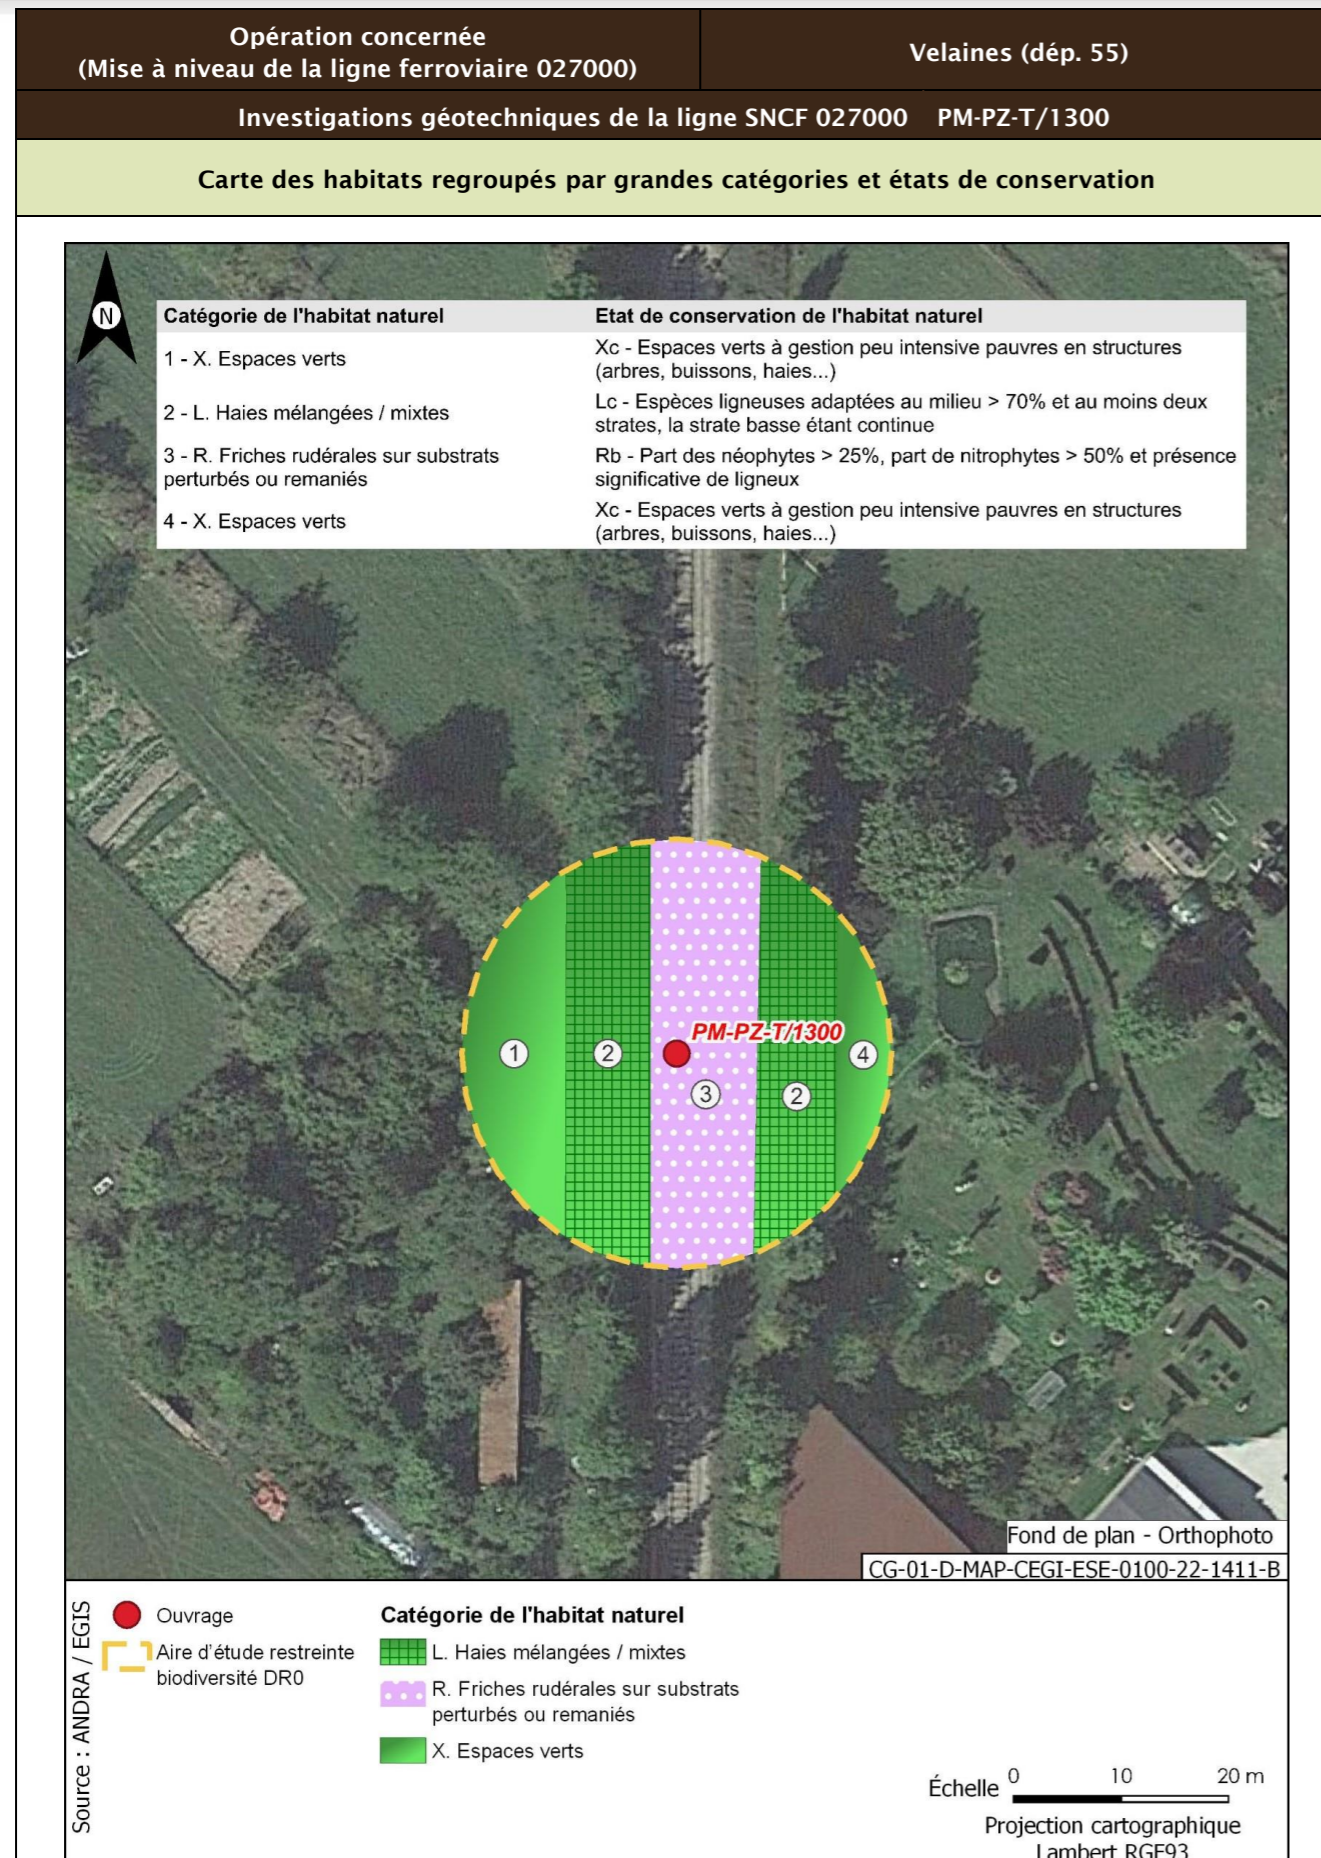 Opération concernée
(Mise à niveau de la ligne ferroviaire 027000)
Velaines (dép. 55)
Investigations géotechniques de la ligne SNCF 027000 PM-PZ-T/1300
Carte des habitats regroupés par grandes catégories et états de conservation
N
Catégorie de l'habitat naturel
Etat de conservation de l'habitat naturel
1 - X. Espaces verts
Xc - Espaces verts à gestion peu intensive pauvres en structures
(arbres, buissons, haies...)
2 - L. Haies mélangées / mixtes
Lc - Espèces ligneuses adaptées au milieu > 70% et au moins deux
strates, la strate basse étant continue
3 - R. Friches rudérales sur substrats
perturbés ou remaniés
Rb - Part des néophytes > 25%, part de nitrophytes > 50% et présence
significative de ligneux
4 - X. Espaces verts
Xc - Espaces verts à gestion peu intensive pauvres en structures
(arbres, buissons, haies...)
PM-PZ-T/1300
1
2
4
3
2
Fond de plan - Orthophoto
CG-01-D-MAP-CEGI-ESE-0100-22-1411-B
Source : ANDRA / EGIS
Ouvrage
Aire d'étude restreinte
biodiversité DR0
Catégorie de l'habitat naturel
L. Haies mélangées / mixtes
R. Friches rudérales sur substrats
perturbés ou remaniés
X. Espaces verts
Échelle 0 10 20 m
Projection cartographique
Lambert RGF93